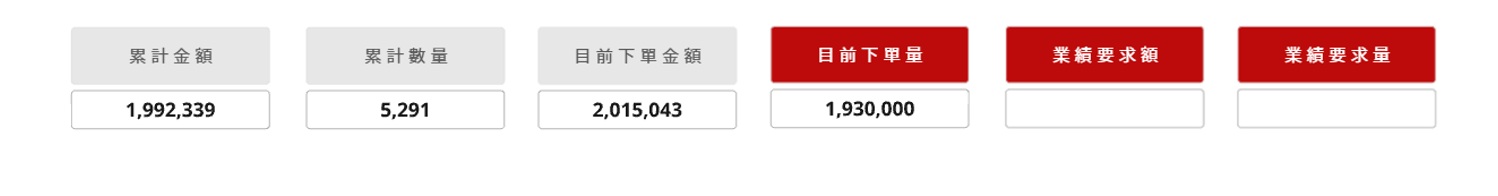 累計金額 累計數量 目前下單金額 目前下單量 業績要求額 業績要求量
1,992,339 5,291 2,015,043 1,930,000